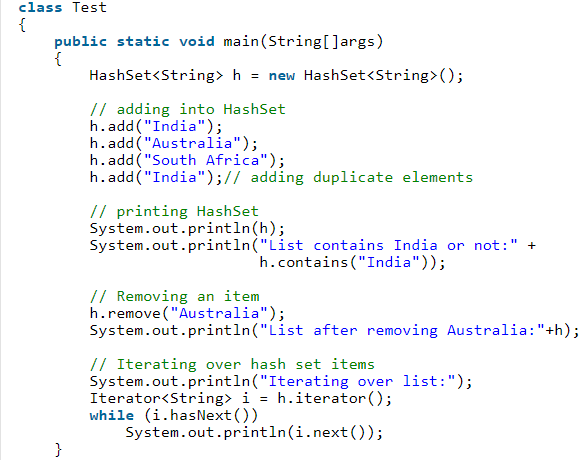 class Test
{
    public static void main(String[]args)
    {
        HashSet<String> h = new HashSet<String>();

        // adding into HashSet
        h.add("India");
        h.add("Australia");
        h.add("South Africa");
        h.add("India");// adding duplicate elements

        // printing HashSet
        System.out.println(h);
        System.out.println("List contains India or not:" +
                           h.contains("India"));

        // Removing an item
        h.remove("Australia");
        System.out.println("List after removing Australia:"+h);

        // Iterating over hash set items
        System.out.println("Iterating over list:");
        Iterator<String> i = h.iterator();
        while (i.hasNext())
            System.out.println(i.next());
    }